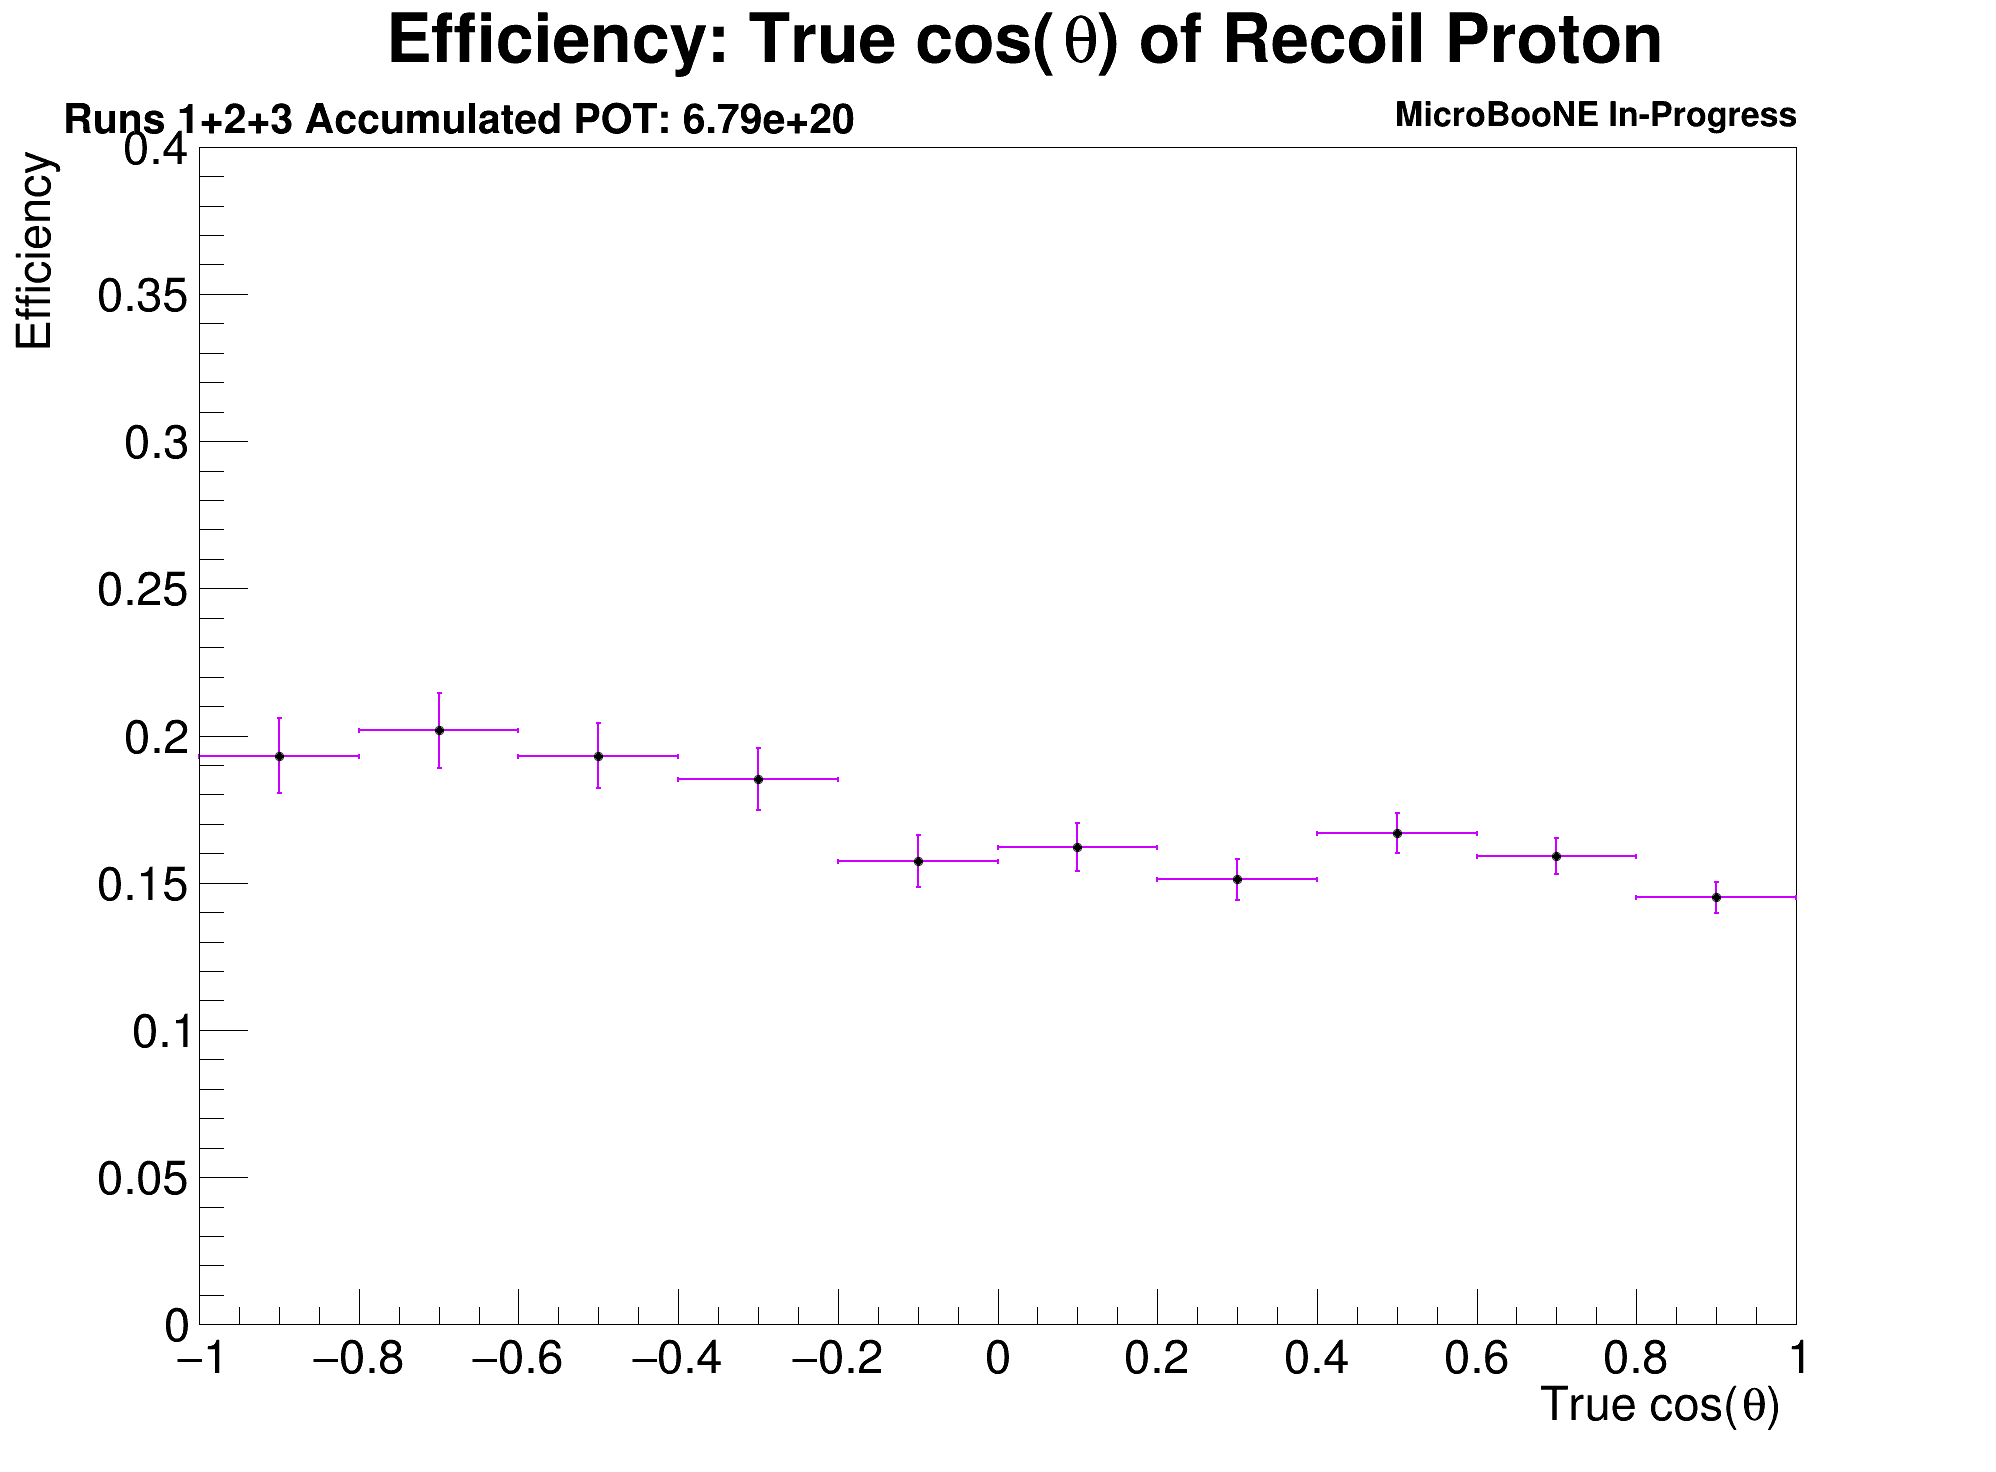 Efficiency: True cos(θ) of Recoil Proton
Runs 1+2+3 Accumulated POT: 6.79e+20
MicroBooNE In-Progress
Efficiency
0.4
0.35
0.3
0.25
0.2
0.15
0.1
0.05
0
−1 −0.8 −0.6 −0.4 −0.2 0 0.2 0.4 0.6 0.8 1
True cos(θ)